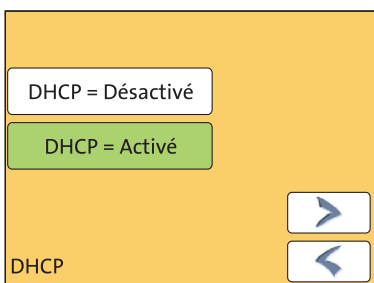 DHCP = Désactivé
DHCP = Activé
DHCP